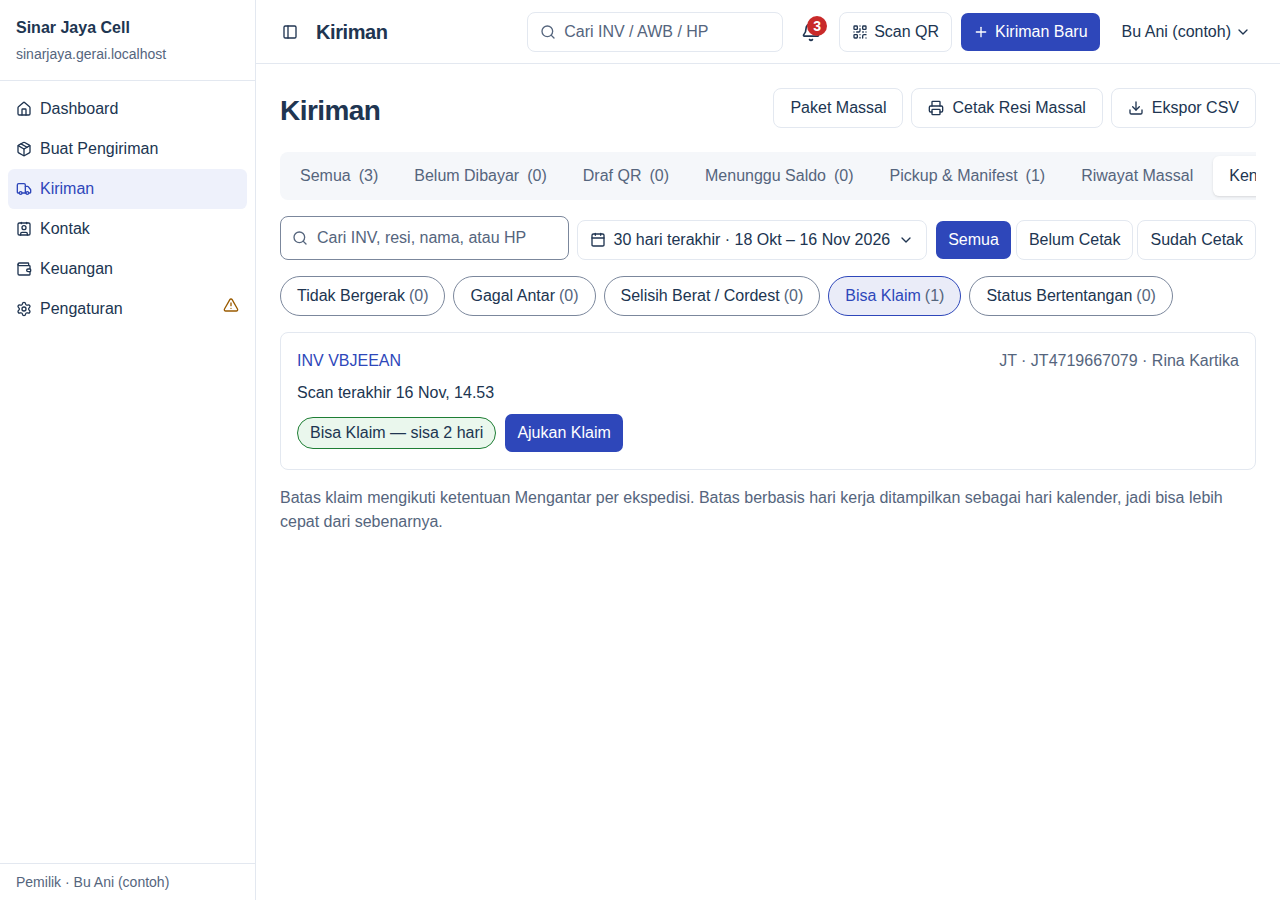 Sinar Jaya Cell
sinarjaya.gerai.localhost
Dashboard
Buat Pengiriman
Kiriman
Kontak
Keuangan
Pengaturan
Pemilik · Bu Ani (contoh)
Kiriman
Cari INV / AWB / HP
3
Scan QR
Kiriman Baru
Bu Ani (contoh)
Kiriman
Paket Massal
Cetak Resi Massal
Ekspor CSV
Semua (3)
Belum Dibayar (0)
Draf QR (0)
Menunggu Saldo (0)
Pickup & Manifest (1)
Riwayat Massal
Ken
Cari INV, resi, nama, atau HP
30 hari terakhir · 18 Okt – 16 Nov 2026
Semua
Belum Cetak
Sudah Cetak
Tidak Bergerak (0)
Gagal Antar (0)
Selisih Berat / Cordest (0)
Bisa Klaim (1)
Status Bertentangan (0)
INV VBJEEAN
JT · JT4719667079 · Rina Kartika
Scan terakhir 16 Nov, 14.53
Bisa Klaim — sisa 2 hari
Ajukan Klaim
Batas klaim mengikuti ketentuan Mengantar per ekspedisi. Batas berbasis hari kerja ditampilkan sebagai hari kalender, jadi bisa lebih
cepat dari sebenarnya.